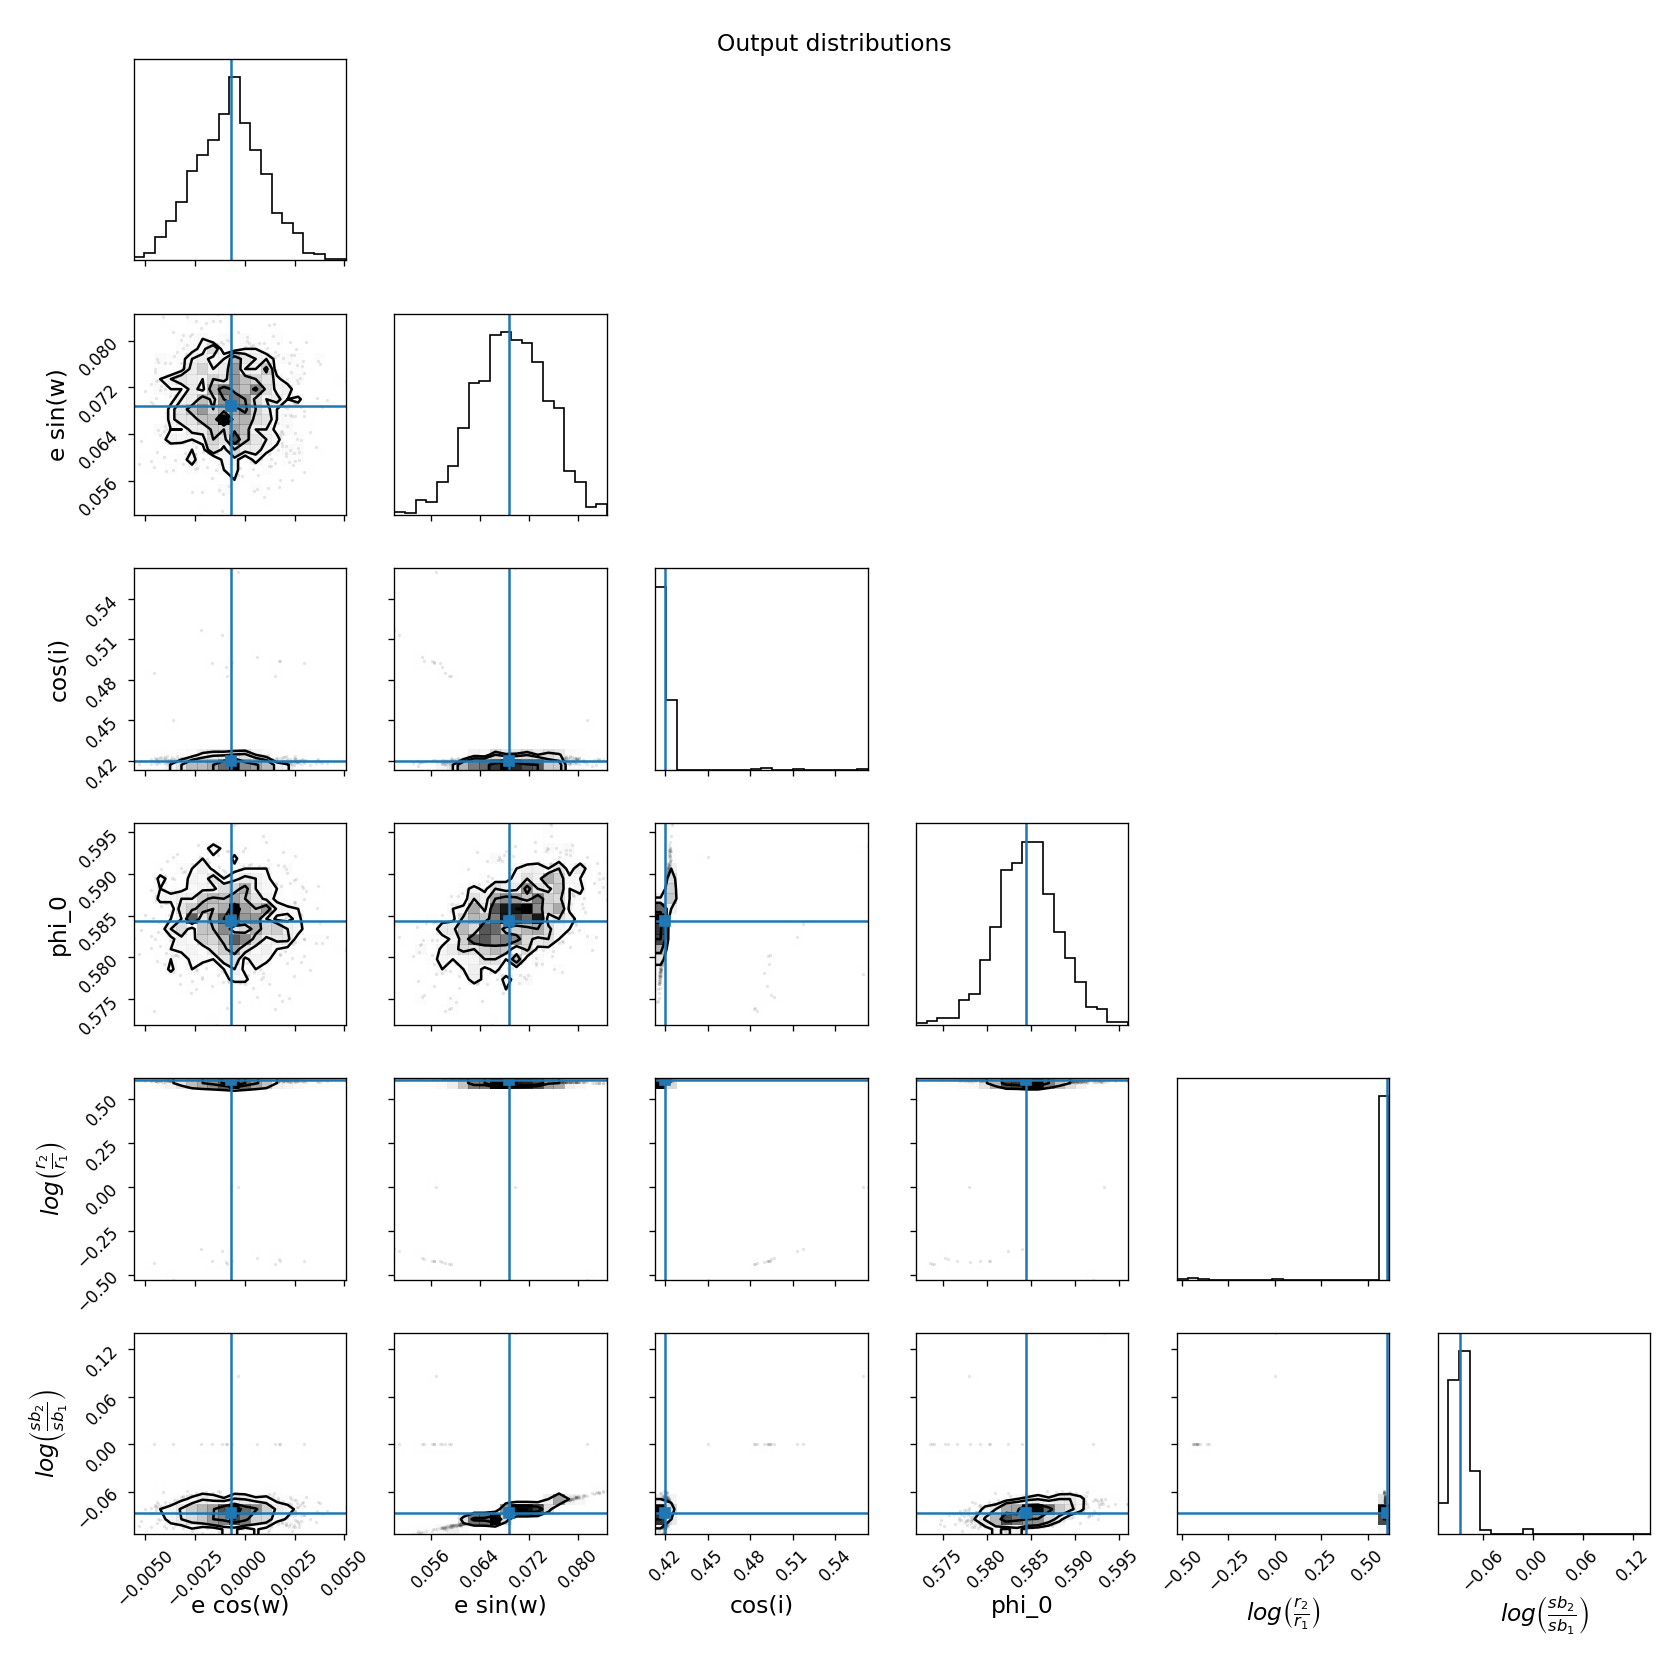 Output distributions
e sin(w)
0.080
0.072
0.064
0.056
cos(i)
0.54
0.51
0.48
0.45
0.42
phi_0
0.595
0.590
0.585
0.580
0.575
log(r₂/r₁)
0.50
0.25
0.00
−0.25
−0.50
log(sb₂/sb₁)
0.12
0.06
0.00
−0.06
−0.0050 −0.0025 0.0000 0.0025 0.0050
e cos(w)
0.056 0.064 0.072 0.080
e sin(w)
0.42 0.45 0.48 0.51 0.54
cos(i)
0.575 0.580 0.585 0.590 0.595
phi_0
−0.50 −0.25 0.00 0.25 0.50
log(r₂/r₁)
−0.06 0.00 0.06 0.12
log(sb₂/sb₁)